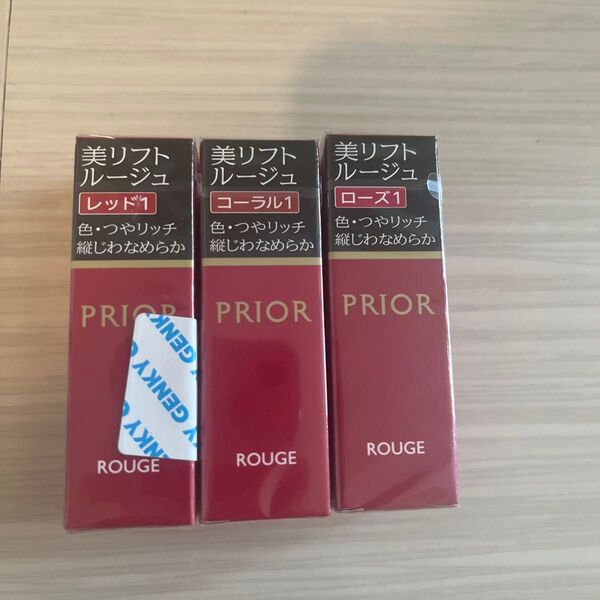 美リフト
ルージュ
レッド1
色・つやリッチ
縦じわなめらか
PRIOR
GENKY
GENKY G
GENKY
ROUGE
美リフト
ルージュ
コーラル1
色・つやリッチ
縦じわなめらか
PRIOR
ROUGE
美リフト
ルージュ
ローズ1
色・つやリッチ
縦じわなめらか
PRIOR
ROUGE